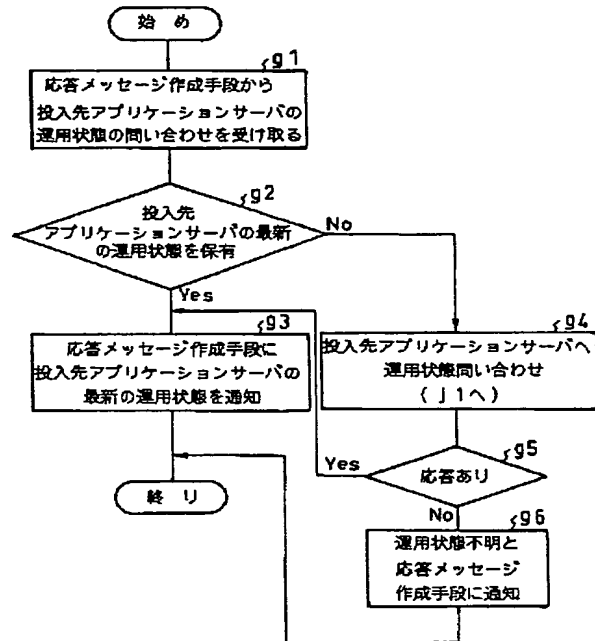 始 め
g1
応答メッセージ作成手段から
投入先アプリケーションサーバの
運用状態の問い合わせを受け取る
g2
投入先
アプリケーションサーバの最新
の運用状態を保有
No
Yes
g3
応答メッセージ作成手段に
投入先アプリケーションサーバの
最新の運用状態を通知
g4
投入先アプリケーションサーバへ
運用状態問い合わせ
(j1へ)
g5
Yes
応答あり
終 り
No
g6
運用状態不明と
応答メッセージ
作成手段に通知